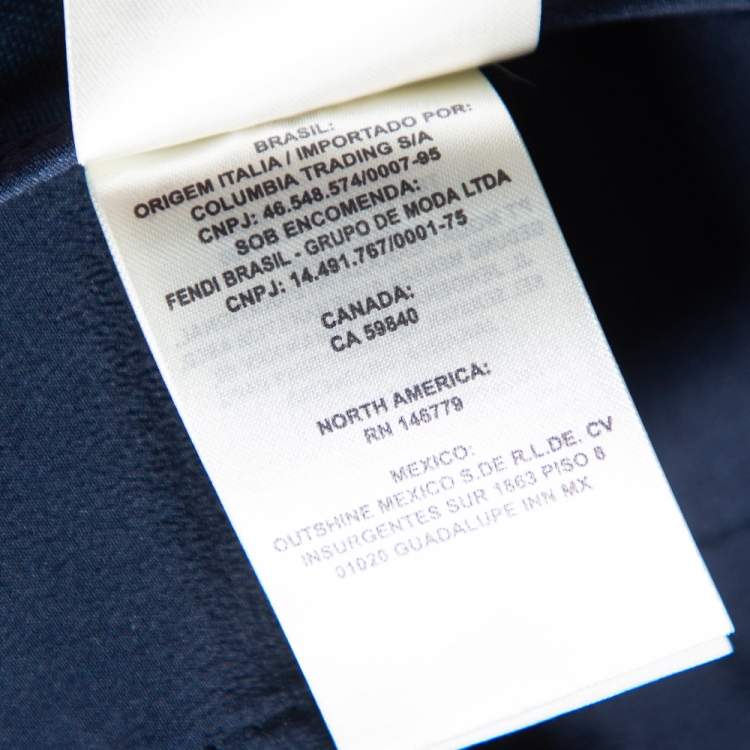 BRASIL:
ORIGEM ITALIA / IMPORTADO POR:
COLUMBIA TRADING S/A
CNPJ: 46.548.574/0007-95
SOB ENCOMENDA:
FENDI BRASIL - GRUPO DE MODA LTDA
CNPJ: 14.491.767/0001-75
CANADA:
CA 59840
NORTH AMERICA:
RN 146779
MEXICO:
OUTSHINE MEXICO S.DE R.L.DE. CV
INSURGENTES SUR 1863 PISO 8
01020 GUADALUPE INN MX